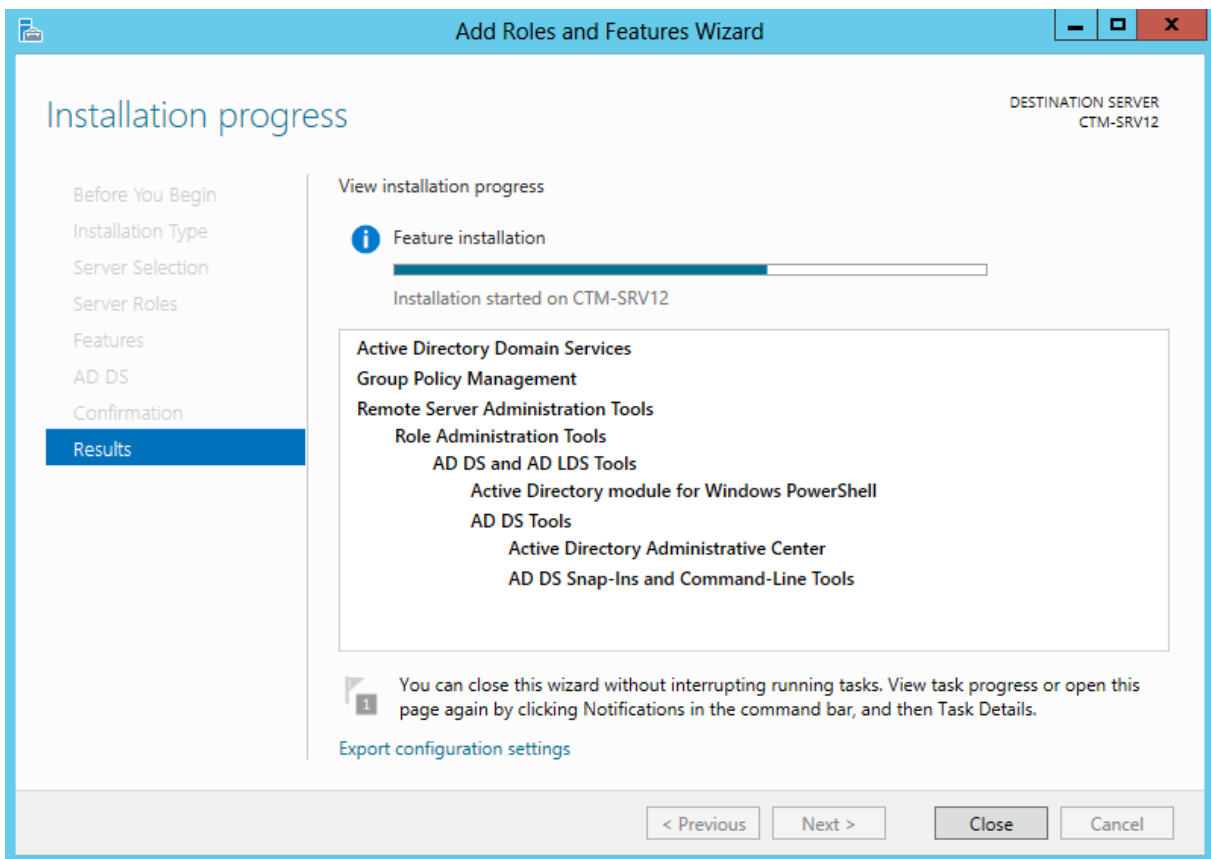 Add Roles and Features Wizard
Installation progress
DESTINATION SERVER
CTM-SRV12
Before You Begin
Installation Type
Server Selection
Server Roles
Features
AD DS
Confirmation
Results
View installation progress
Feature installation
Installation started on CTM-SRV12
Active Directory Domain Services
Group Policy Management
Remote Server Administration Tools
Role Administration Tools
AD DS and AD LDS Tools
Active Directory module for Windows PowerShell
AD DS Tools
Active Directory Administrative Center
AD DS Snap-Ins and Command-Line Tools
1
You can close this wizard without interrupting running tasks. View task progress or open this
page again by clicking Notifications in the command bar, and then Task Details.
Export configuration settings
< Previous
Next >
Close
Cancel